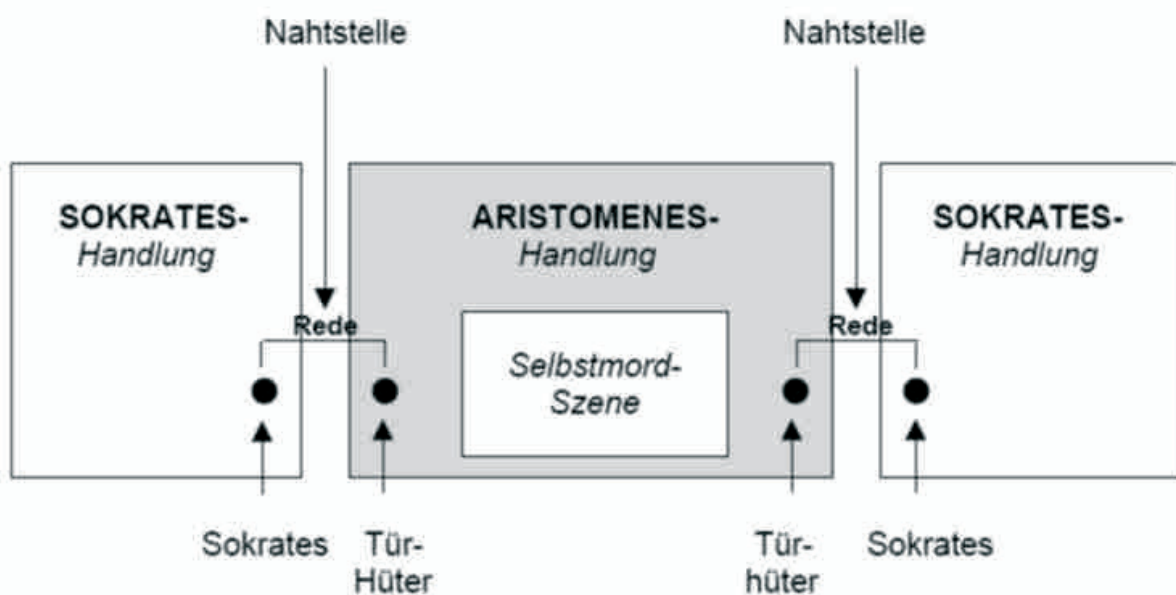 Nahtstelle
Nahtstelle
SOKRATES-
Handlung
ARISTOMENES-
Handlung
SOKRATES-
Handlung
Rede
Rede
Selbstmord-
Szene
Sokrates
Tür-
Hüter
Tür-
hüter
Sokrates